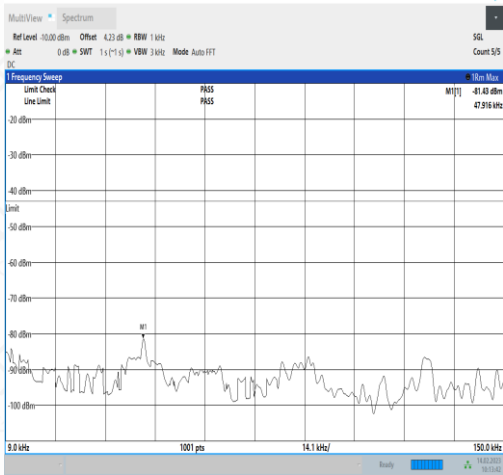 MultiView Spectrum
Ref Level -10.00 dBm Offset 4.23 dB RBW 1 kHz SGL
Att 0 dB SWT 1 s (~1 s) VBW 3 kHz Mode Auto FFT Count 5/5
DC
1 Frequency Sweep 1Rm Max
Limit Check PASS M1[1] -81.43 dBm
Line Limit PASS 47.916 kHz
-20 dBm
-30 dBm
-40 dBm
Limit
-50 dBm
-60 dBm
-70 dBm
-80 dBm
M1
-90 dBm
-100 dBm
9.0 kHz 1001 pts 14.1 kHz/ 150.0 kHz
Ready